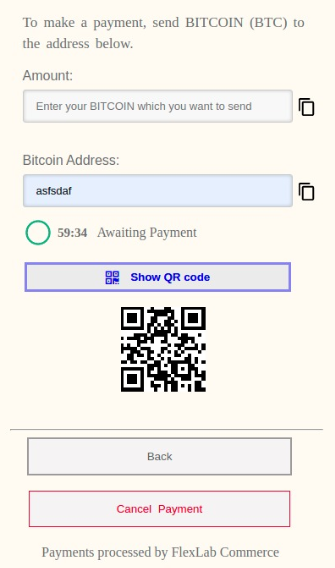 To make a payment, send BITCOIN (BTC) to
the address below.
Amount:
Enter your BITCOIN which you want to send
Bitcoin Address:
asfsdaf
59:34 Awaiting Payment
Show QR code
Back
Cancel Payment
Payments processed by FlexLab Commerce